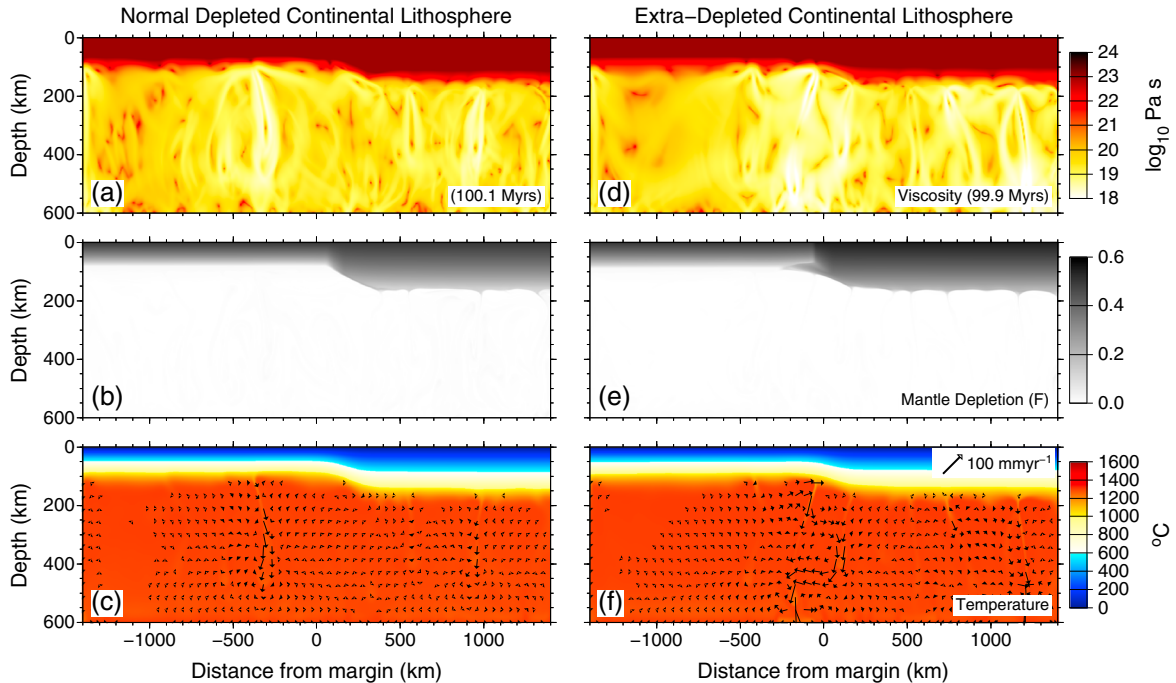 Normal Depleted Continental Lithosphere
Extra−Depleted Continental Lithosphere
0
200
400
600
Depth (km)
(a)
(100.1 Myrs)
(d)
Viscosity (99.9 Myrs)
24
23
22
21
20
19
18
log10 Pa s
0
200
400
600
Depth (km)
(b)
(e)
Mantle Depletion (F)
0.6
0.4
0.2
0.0
0
200
400
600
Depth (km)
(c)
(f)
100 mmyr−1
Temperature
1600
1400
1200
1000
800
600
400
200
0
oC
−1000 −500 0 500 1000
−1000 −500 0 500 1000
Distance from margin (km)
Distance from margin (km)